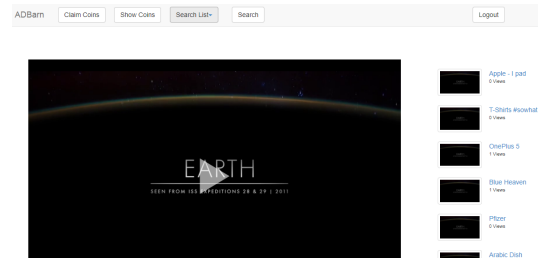 ADBam
Claim Coins
Show Coins
Search List
Search
Logout
EARTH
SEEN FROM ISS EXPEDITIONS 28 & 29 | 2011
Apple - I pad
0 Views
T-Shirts #sowhat
0 Views
OnePlus 5
1 Views
Blue Heaven
1 Views
Pfizer
0 Views
Arabic Dish